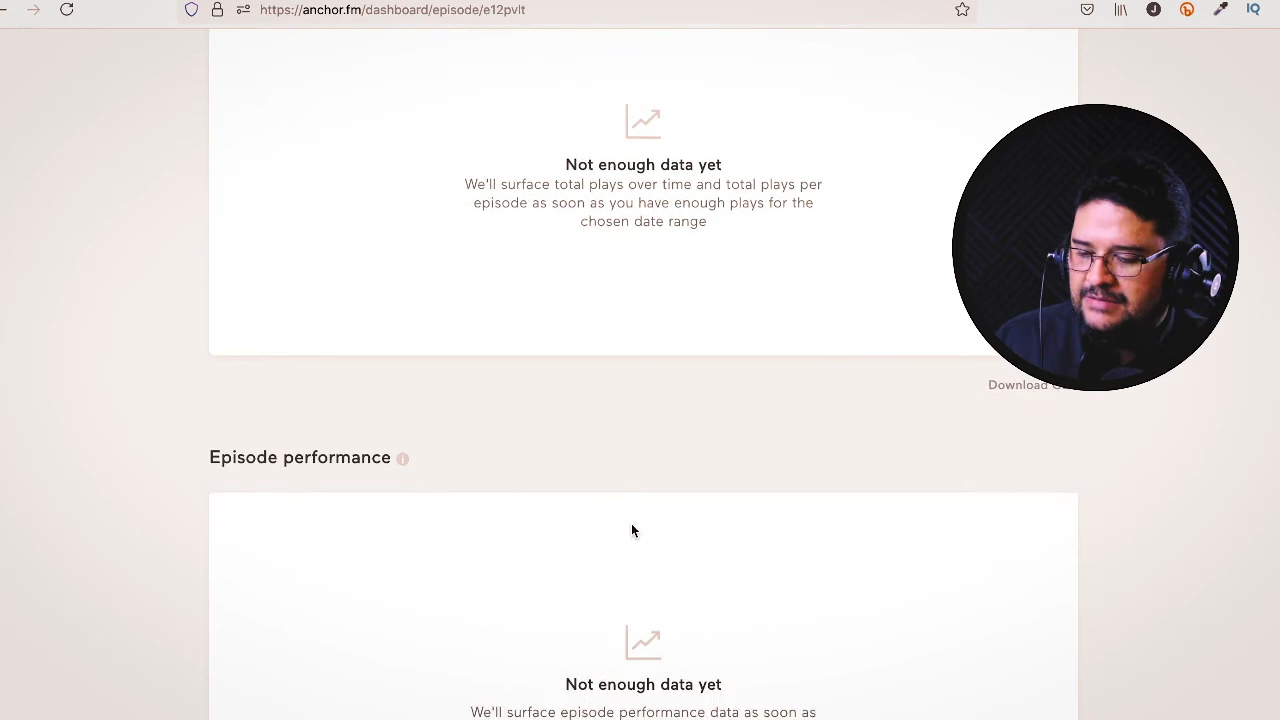 https://anchor.fm/dashboard/episode/e12pvlt
J
IQ
Not enough data yet
We'll surface total plays over time and total plays per
episode as soon as you have enough plays for the
chosen date range
Download
Episode performance
i
Not enough data yet
We'll surface episode performance data as soon as